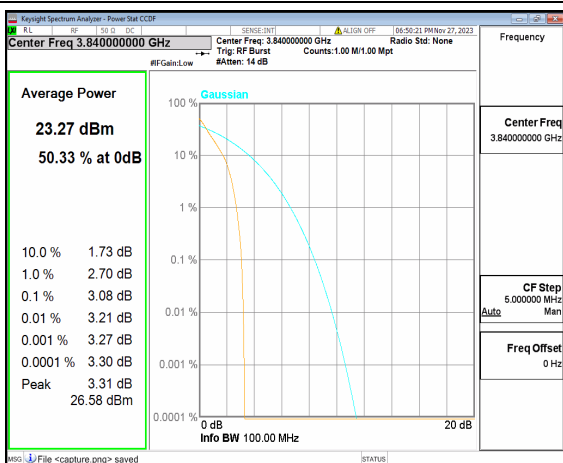 Keysight Spectrum Analyzer - Power Stat CCDF
RL RF 50 Ω DC SENSE:INT ALIGN OFF 06:50:21 PM Nov 27, 2023
Center Freq 3.840000000 GHz
Center Freq: 3.840000000 GHz Radio Std: None
Trig: RF Burst Counts:1.00 M/1.00 Mpt
#IFGain:Low #Atten: 14 dB
Frequency
Average Power
23.27 dBm
50.33 % at 0dB
10.0 % 1.73 dB
1.0 % 2.70 dB
0.1 % 3.08 dB
0.01 % 3.21 dB
0.001 % 3.27 dB
0.0001 % 3.30 dB
Peak 3.31 dB
26.58 dBm
Gaussian
100 %
10 %
1 %
0.1 %
0.01 %
0.001 %
0.0001 %
0 dB 20 dB
Info BW 100.00 MHz
Center Freq
3.840000000 GHz
CF Step
5.000000 MHz
Auto Man
Freq Offset
0 Hz
MSG File <capture.png> saved STATUS